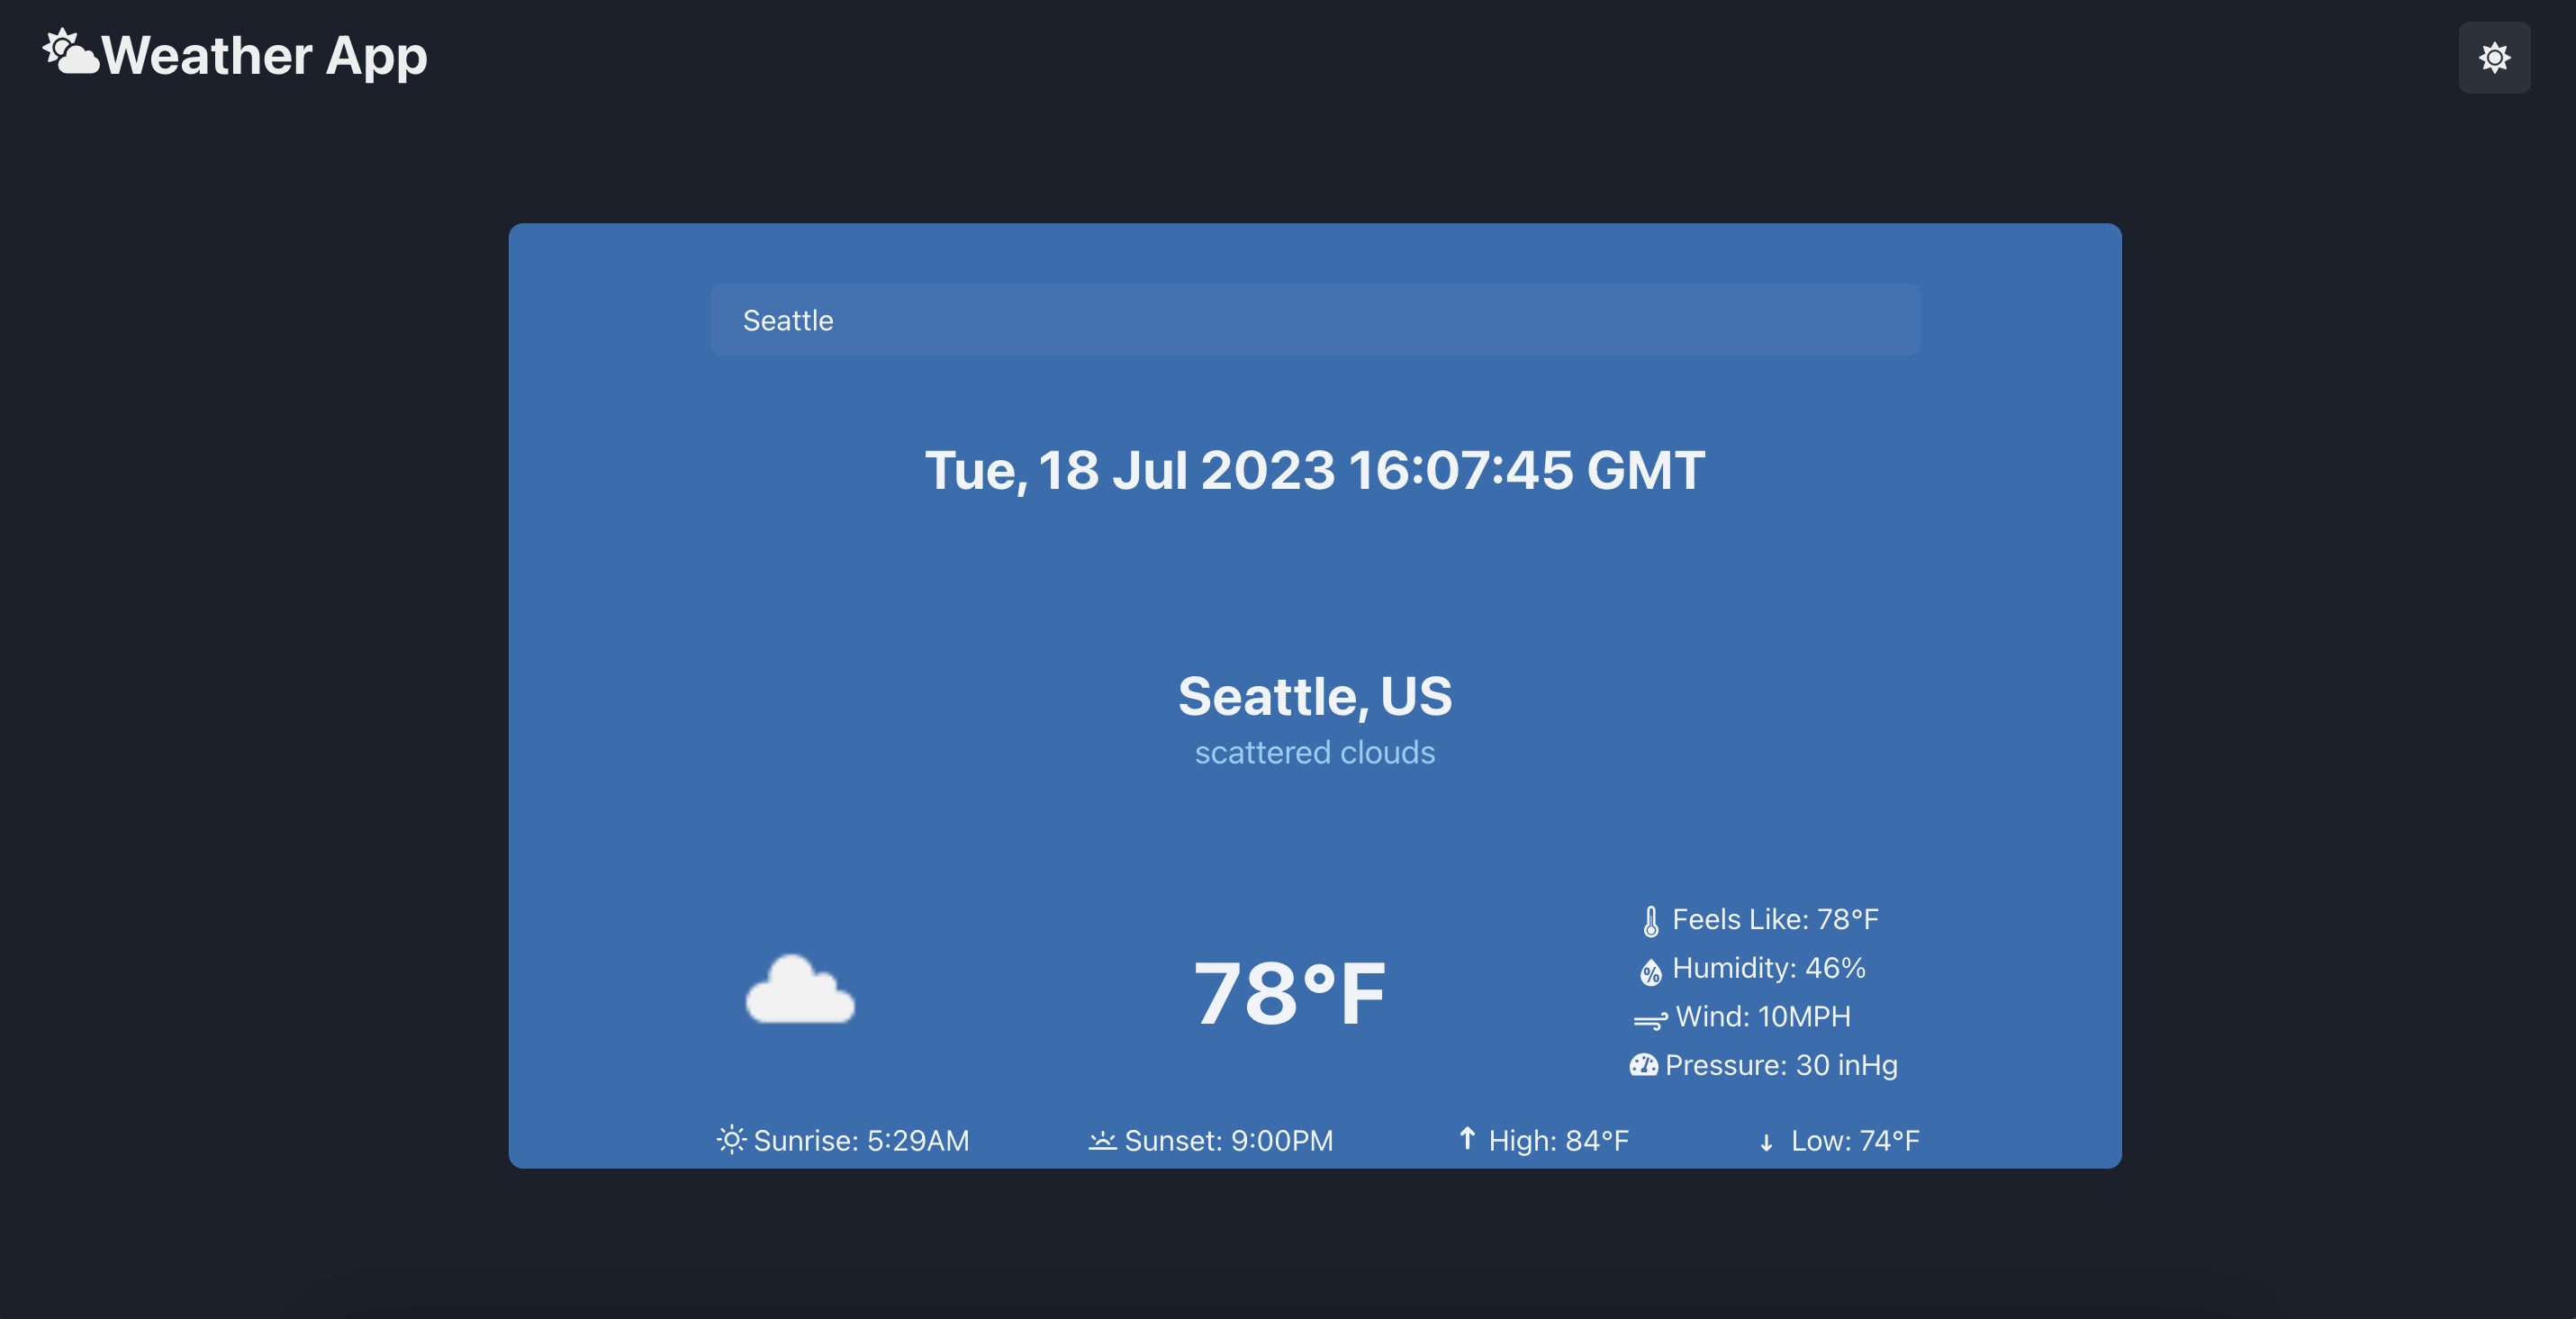 Weather App
Seattle
Tue, 18 Jul 2023 16:07:45 GMT
Seattle, US
scattered clouds
78°F
Feels Like: 78°F
Humidity: 46%
Wind: 10MPH
Pressure: 30 inHg
Sunrise: 5:29AM Sunset: 9:00PM High: 84°F Low: 74°F